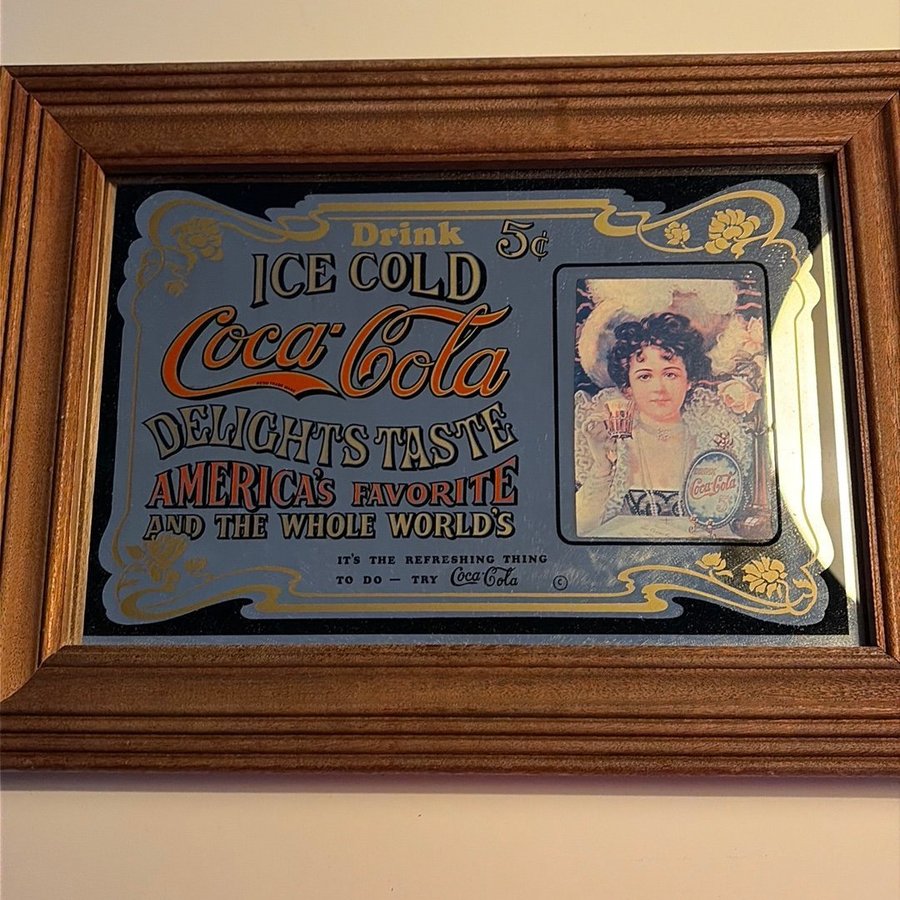 Drink 5¢
ICE COLD
Coca-Cola
DELIGHTS TASTE
AMERICA'S FAVORITE
AND THE WHOLE WORLD'S
IT'S THE REFRESHING THING
TO DO — TRY Coca-Cola ©
Coca-Cola
5¢